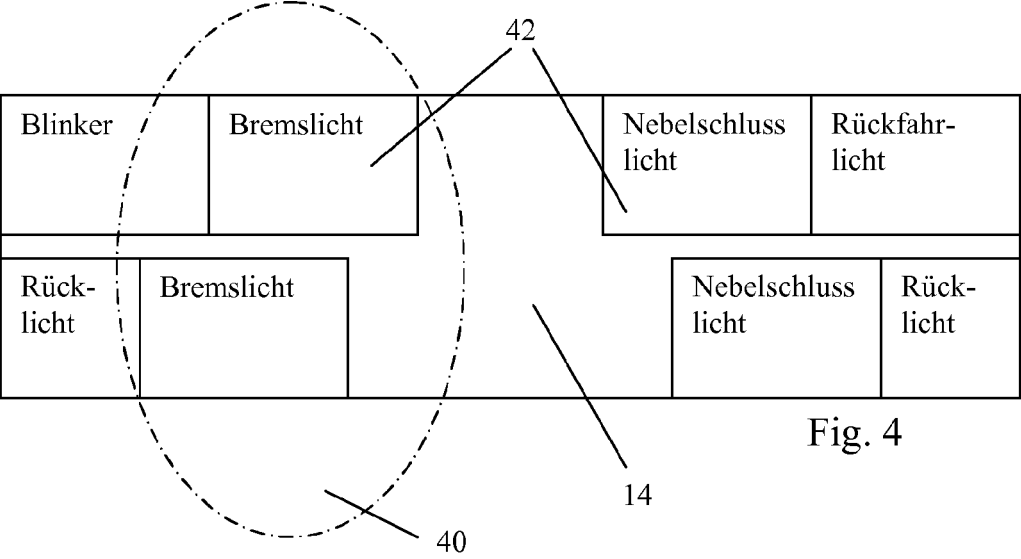 42
Blinker
Bremslicht
Nebelschluss
licht
Rückfahr-
licht
Rück-
licht
Bremslicht
Nebelschluss
licht
Rück-
licht
Fig. 4
14
40